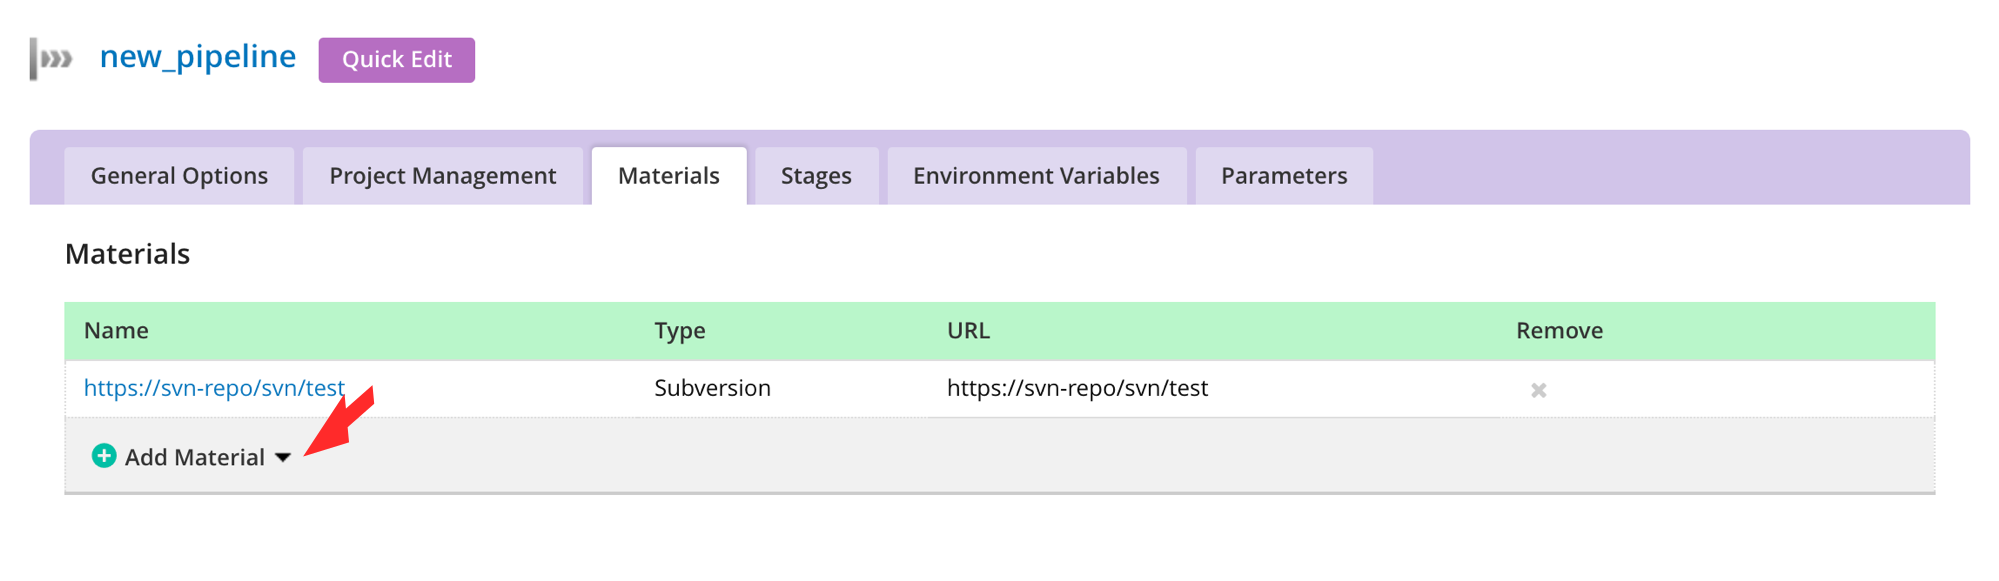 new_pipeline Quick Edit
General Options Project Management Materials Stages Environment Variables Parameters
Materials
Name Type URL Remove
https://svn-repo/svn/test Subversion https://svn-repo/svn/test
Add Material